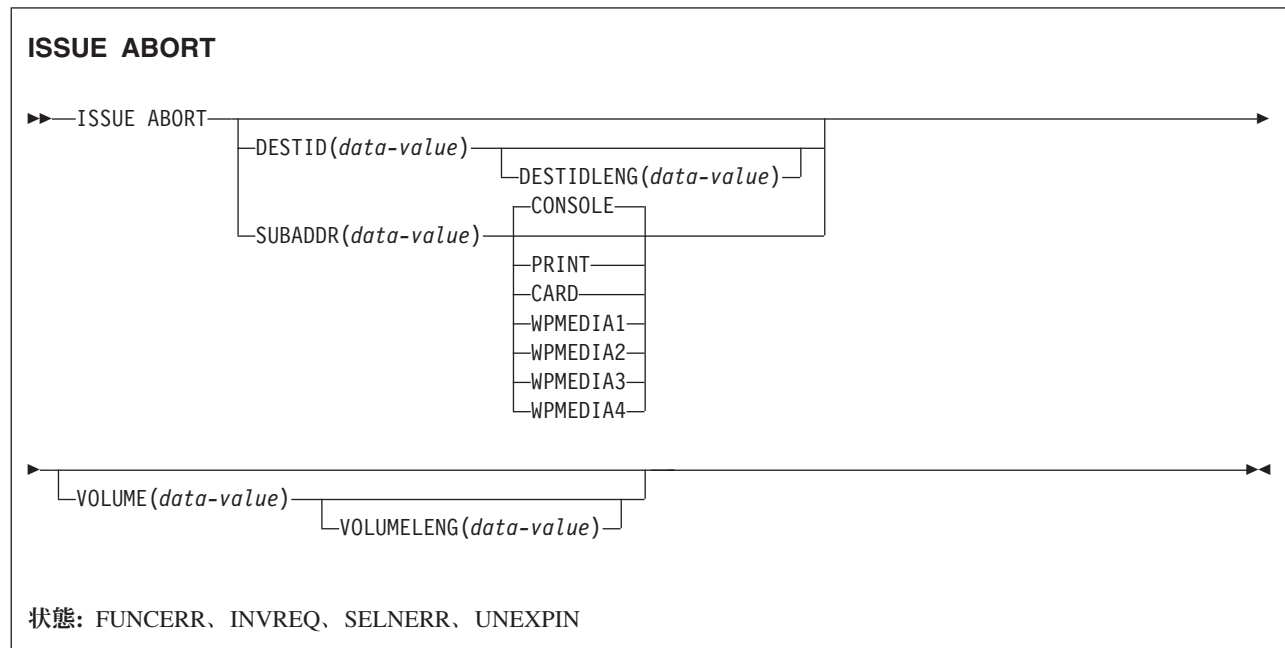 ISSUE ABORT
ISSUE ABORT
DESTID(data-value)
DESTIDLENG(data-value)
CONSOLE
SUBADDR(data-value)
PRINT
CARD
WPMEDIA1
WPMEDIA2
WPMEDIA3
WPMEDIA4
VOLUME(data-value)
VOLUMELENG(data-value)
状態: FUNCERR、INVREQ、SELNERR、UNEXPIN